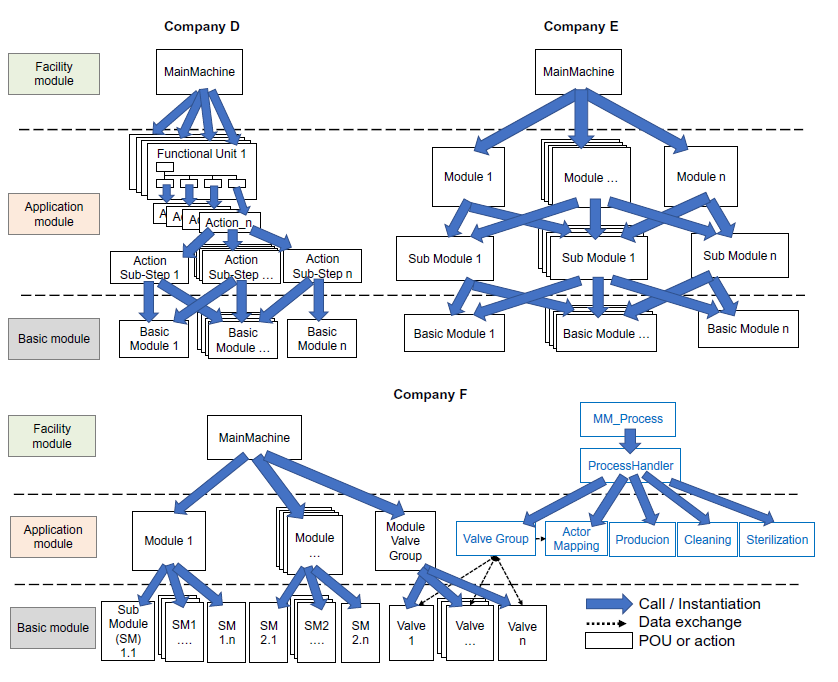 Company D
Company E
Facility
module
MainMachine
MainMachine
Functional Unit 1
Module 1
Module ...
Module n
Application
module
A
A
A
Action_n
Action
Sub-Step 1
Action
Sub-Step ...
Action
Sub-Step n
Sub Module 1
Sub Module 1
Sub Module n
Basic module
Basic
Module 1
Basic
Module ...
Basic
Module n
Basic Module 1
Basic Module ...
Basic Module n
Company F
Facility
module
MainMachine
MM_Process
ProcessHandler
Application
module
Module 1
Module
...
Module
Valve
Group
Valve Group
Actor
Mapping
Producion
Cleaning
Sterilization
Basic module
Sub
Module
(SM)
1.1
SM1
....
SM
1.n
SM
2.1
SM2
....
SM
2.n
Valve
1
Valve
...
Valve
n
Call / Instantiation
Data exchange
POU or action